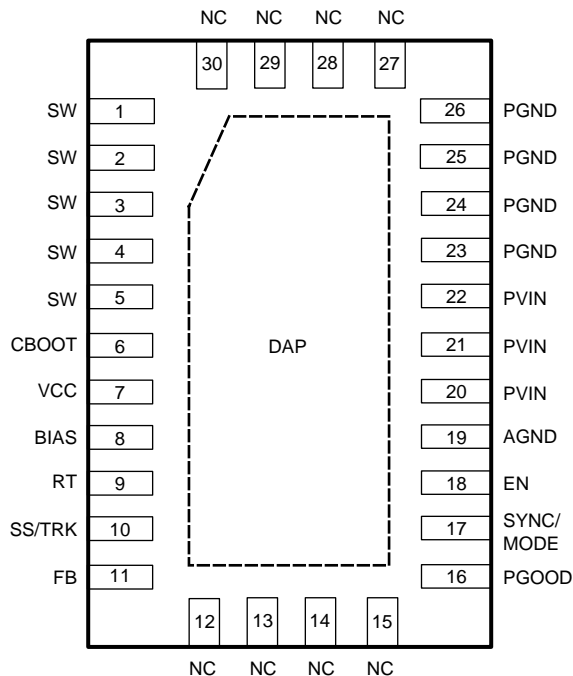 NC NC NC NC
30 29 28 27
SW 1 26 PGND
SW 2 25 PGND
SW 3 24 PGND
SW 4 23 PGND
SW 5 22 PVIN
CBOOT 6 DAP 21 PVIN
VCC 7 20 PVIN
BIAS 8 19 AGND
RT 9 18 EN
SS/TRK 10 17 SYNC/
MODE
FB 11 16 PGOOD
12 13 14 15
NC NC NC NC